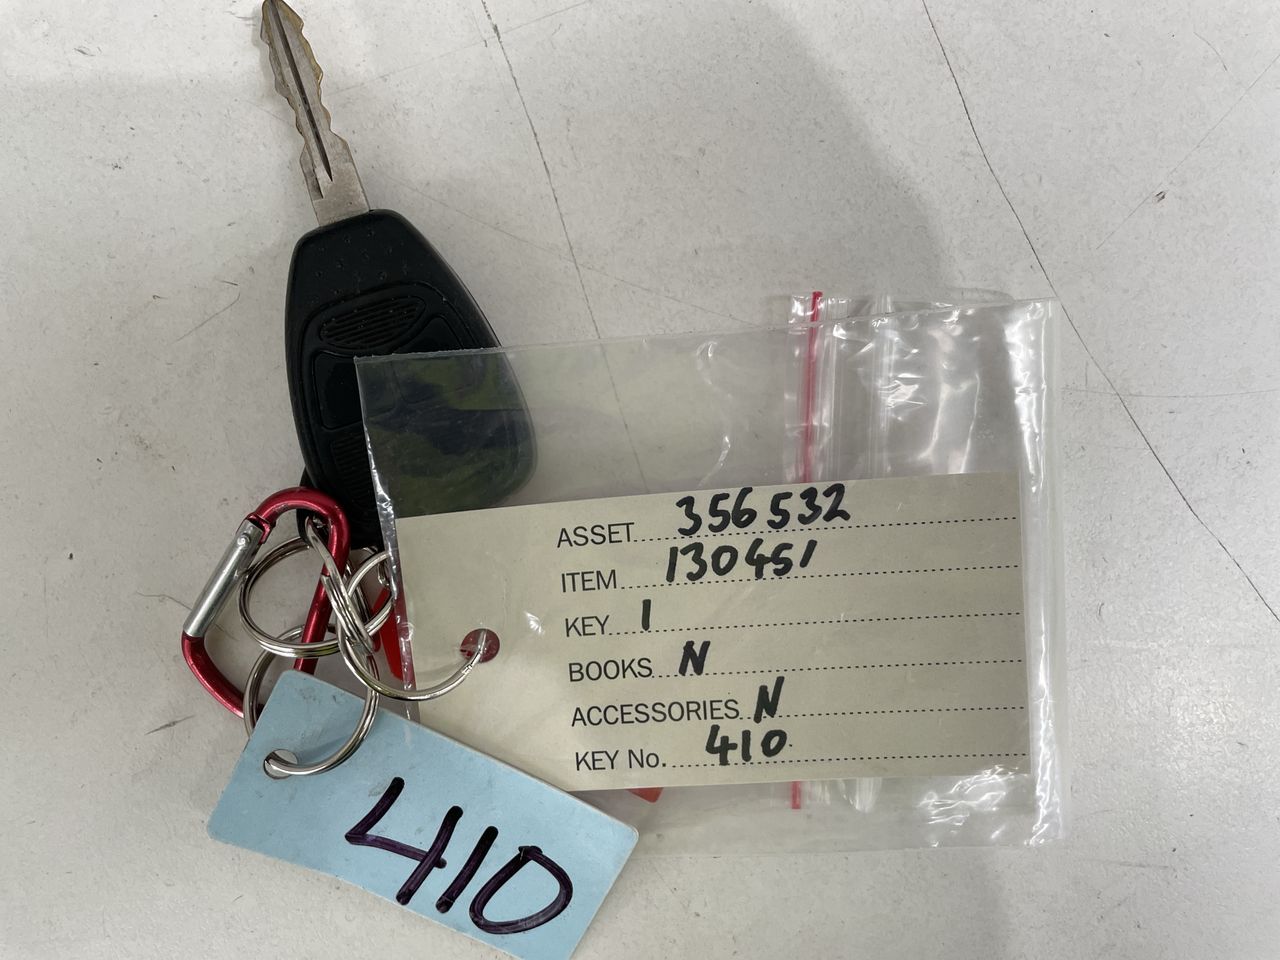 ASSET 356532
ITEM 130451
KEY 1
BOOKS N
ACCESSORIES N
KEY No. 410
410